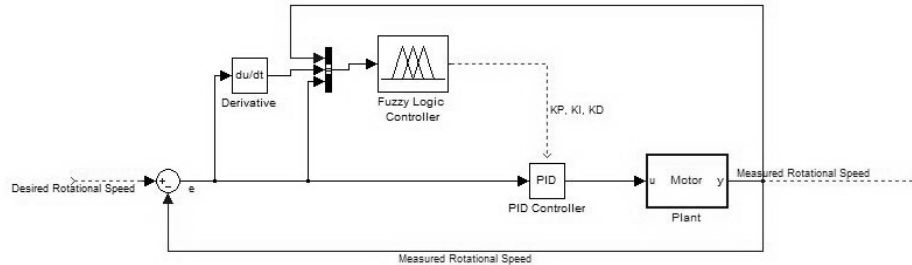 du/dt
Derivative
Fuzzy Logic
Controller
KP, KI, KD
Desired Rotational Speed
+
−
e
PID
PID Controller
u Motor y
Plant
Measured Rotational Speed
Measured Rotational Speed